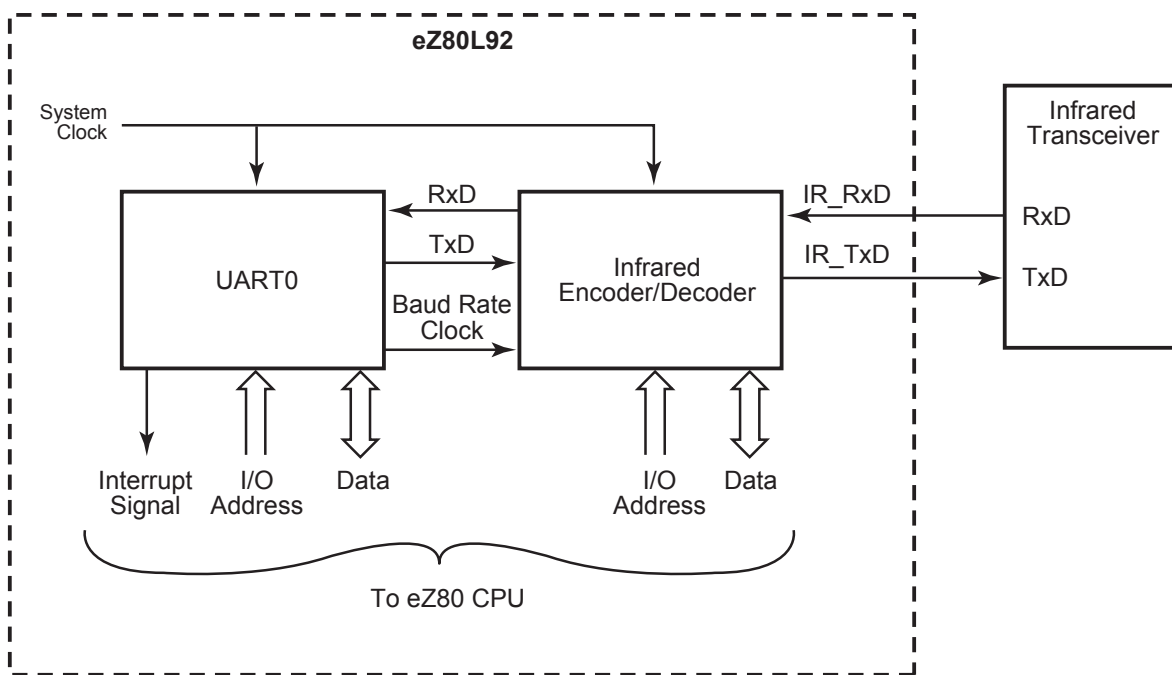 eZ80L92
System
Clock
Infrared
Transceiver
RxD
TxD
Baud Rate
Clock
UART0
Infrared
Encoder/Decoder
IR_RxD
IR_TxD
RxD
TxD
Interrupt
Signal
I/O
Address
Data
I/O
Address
Data
To eZ80 CPU